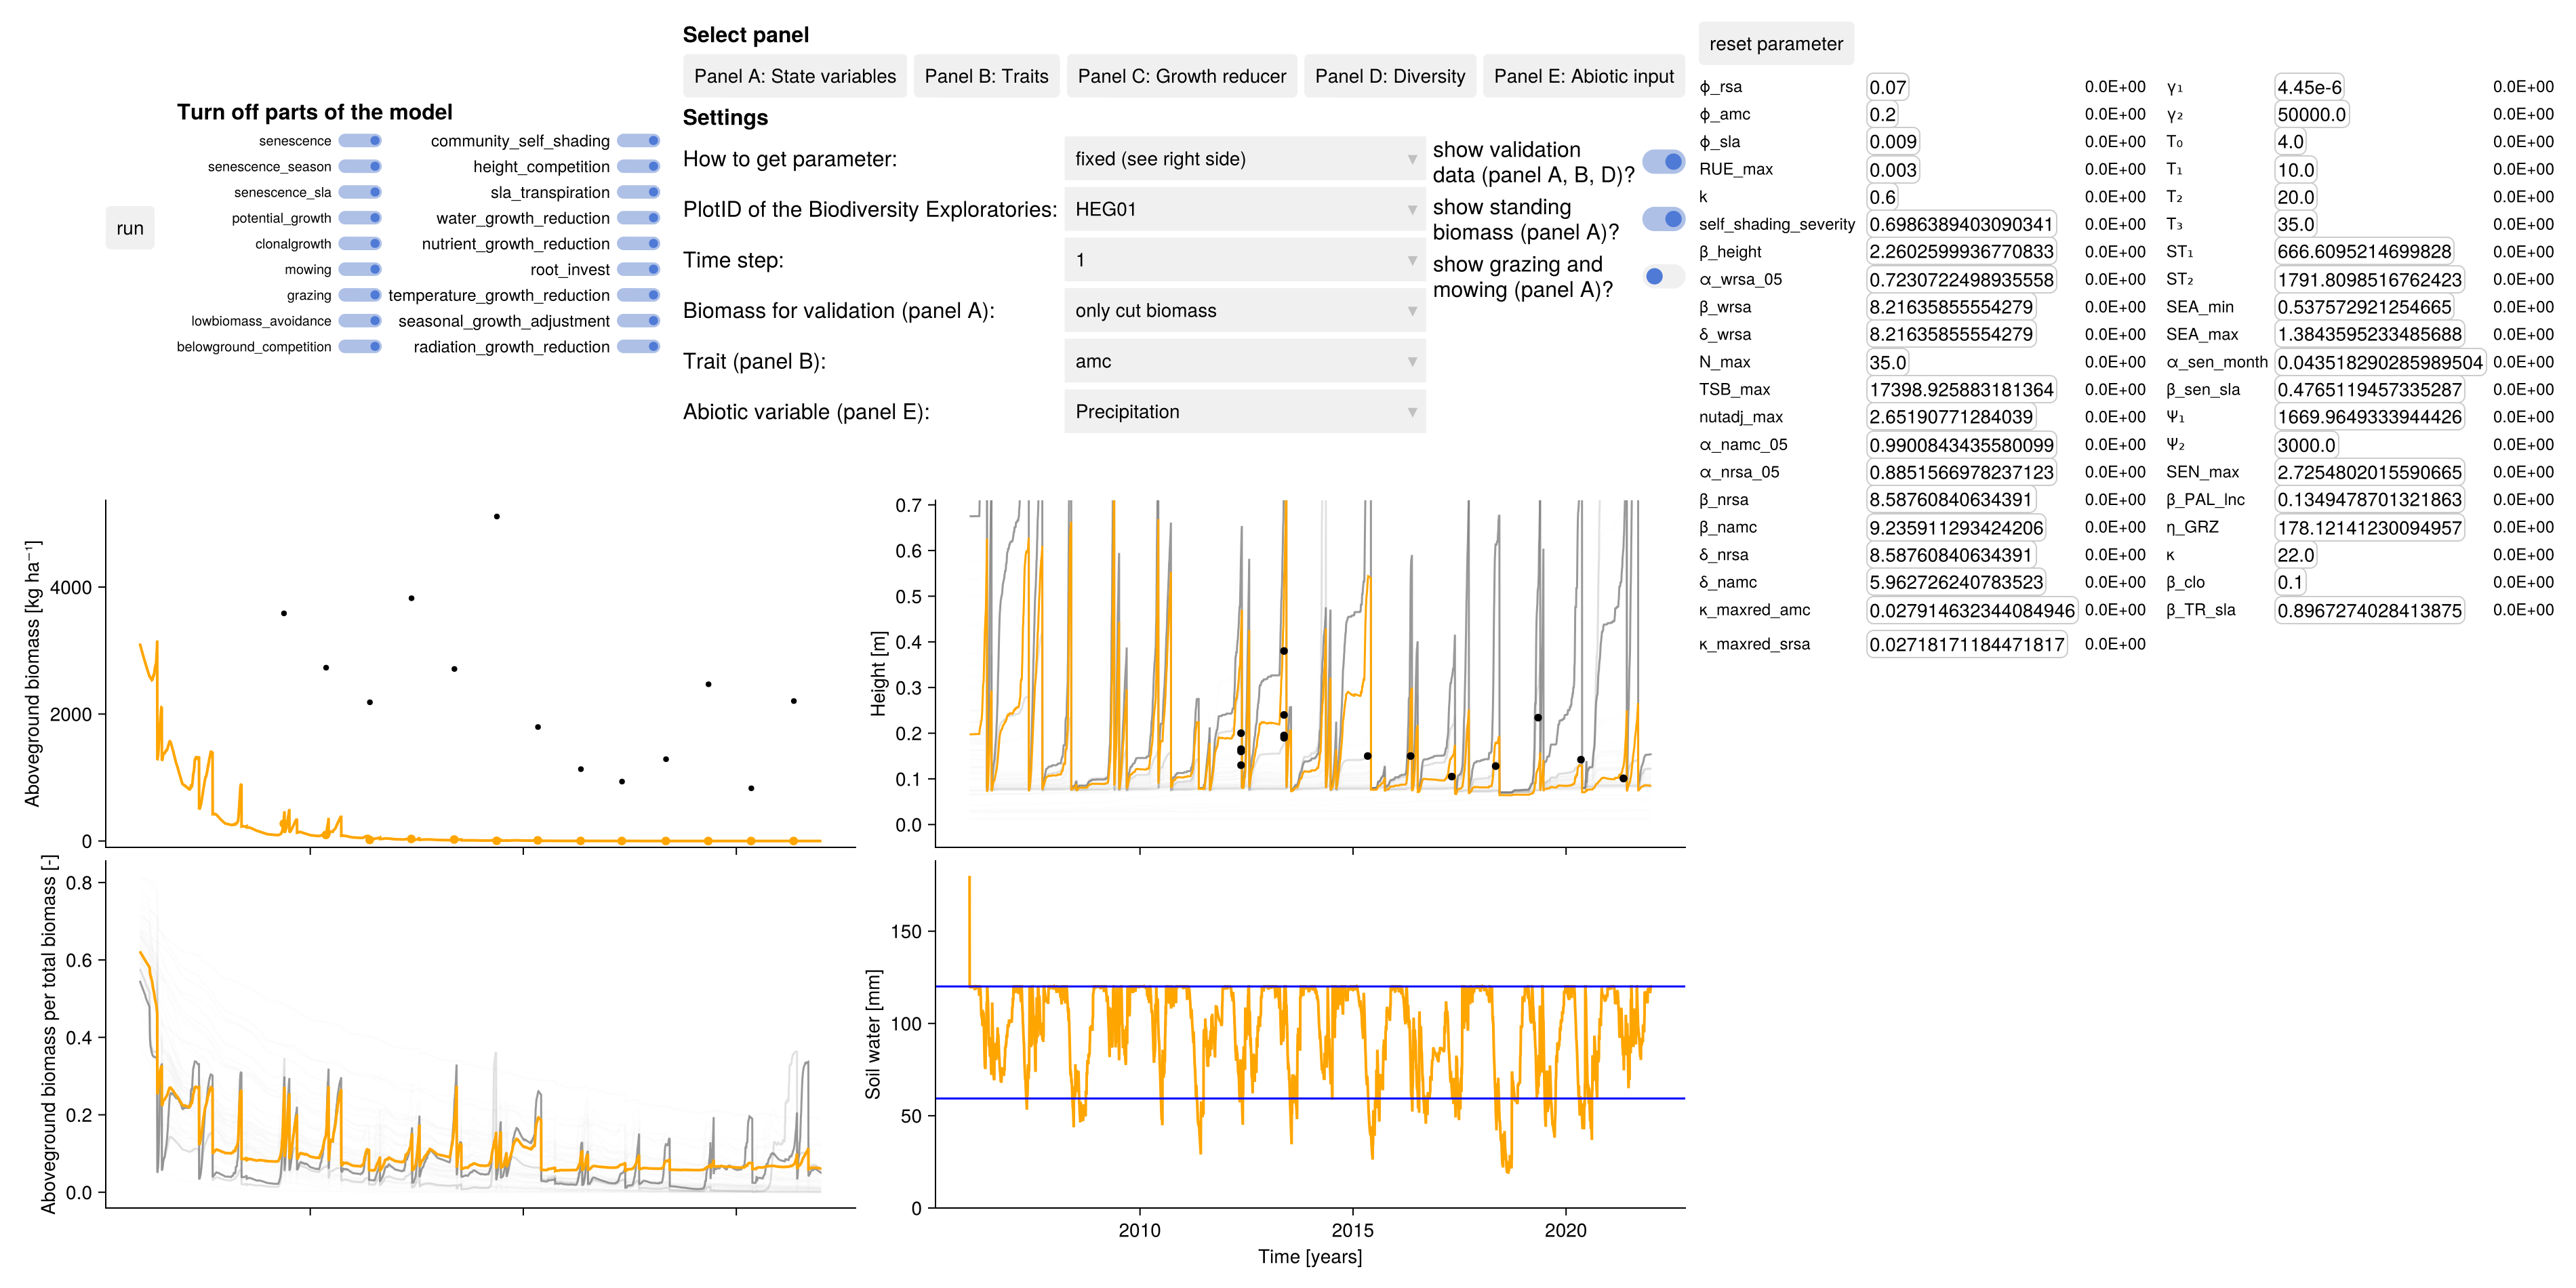 Select panel
Panel A: State variables
Panel B: Traits
Panel C: Growth reducer
Panel D: Diversity
Panel E: Abiotic input
Turn off parts of the model
run
senescence
community_self_shading
senescence_season
height_competition
senescence_sla
sla_transpiration
potential_growth
water_growth_reduction
clonalgrowth
nutrient_growth_reduction
mowing
root_invest
grazing
temperature_growth_reduction
lowbiomass_avoidance
seasonal_growth_adjustment
belowground_competition
radiation_growth_reduction
Settings
How to get parameter:
fixed (see right side)
PlotID of the Biodiversity Exploratories:
HEG01
Time step:
1
Biomass for validation (panel A):
only cut biomass
Trait (panel B):
amc
Abiotic variable (panel E):
Precipitation
show validation
data (panel A, B, D)?
show standing
biomass (panel A)?
show grazing and
mowing (panel A)?
reset parameter
ϕ_rsa 0.07 0.0E+00 γ₁ 4.45e-6 0.0E+00
ϕ_amc 0.2 0.0E+00 γ₂ 50000.0 0.0E+00
ϕ_sla 0.009 0.0E+00 T₀ 4.0 0.0E+00
RUE_max 0.003 0.0E+00 T₁ 10.0 0.0E+00
k 0.6 0.0E+00 T₂ 20.0 0.0E+00
self_shading_severity 0.6986389403090341 0.0E+00 T₃ 35.0 0.0E+00
β_height 2.2602599936770833 0.0E+00 ST₁ 666.6095214699828 0.0E+00
α_wrsa_05 0.7230722498935558 0.0E+00 ST₂ 1791.8098516762423 0.0E+00
β_wrsa 8.21635855554279 0.0E+00 SEA_min 0.537572921254665 0.0E+00
δ_wrsa 8.21635855554279 0.0E+00 SEA_max 1.3843595233485688 0.0E+00
N_max 35.0 0.0E+00 α_sen_month 0.0435182902859895​04 0.0E+00
TSB_max 17398.925883181364 0.0E+00 β_sen_sla 0.4765119457335287 0.0E+00
nutadj_max 2.65190771284039 0.0E+00 Ψ₁ 1669.9649333944426 0.0E+00
α_namc_05 0.9900843435580099 0.0E+00 Ψ₂ 3000.0 0.0E+00
α_nrsa_05 0.8851566978237123 0.0E+00 SEN_max 2.7254802015590665 0.0E+00
β_nrsa 8.58760840634391 0.0E+00 β_PAL_lnc 0.1349478701321863 0.0E+00
β_namc 9.235911293424206 0.0E+00 η_GRZ 178.12141230094957 0.0E+00
δ_nrsa 8.58760840634391 0.0E+00 κ 22.0 0.0E+00
δ_namc 5.962726240783523 0.0E+00 β_clo 0.1 0.0E+00
κ_maxred_amc 0.027914632344084946 0.0E+00 β_TR_sla 0.8967274028413875 0.0E+00
κ_maxred_srsa 0.02718171184471817 0.0E+00
Aboveground biomass [kg ha⁻¹]
4000
2000
0
Height [m]
0.7
0.6
0.5
0.4
0.3
0.2
0.1
0.0
Aboveground biomass per total biomass [-]
0.8
0.6
0.4
0.2
0.0
Soil water [mm]
150
100
50
0
2010
2015
2020
Time [years]